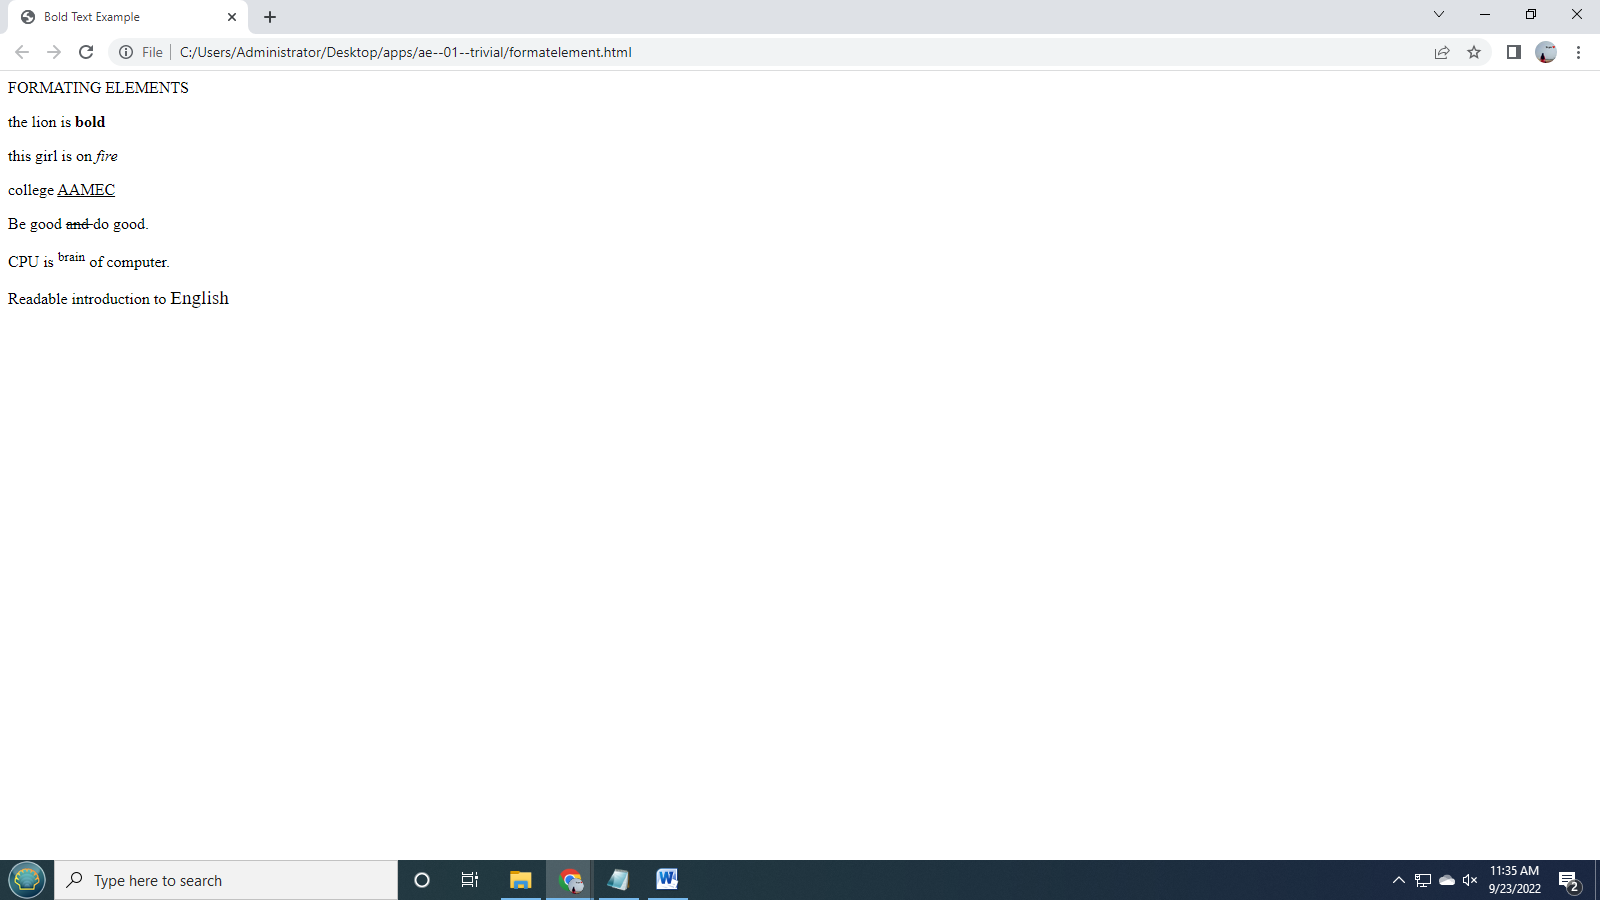 Bold Text Example
File | C:/Users/Administrator/Desktop/apps/ae--01--trivial/formatelement.html
FORMATING ELEMENTS
the lion is bold
this girl is on fire
college AAMEC
Be good and do good.
CPU is brain of computer.
Readable introduction to English
Type here to search
11:35 AM
9/23/2022
2